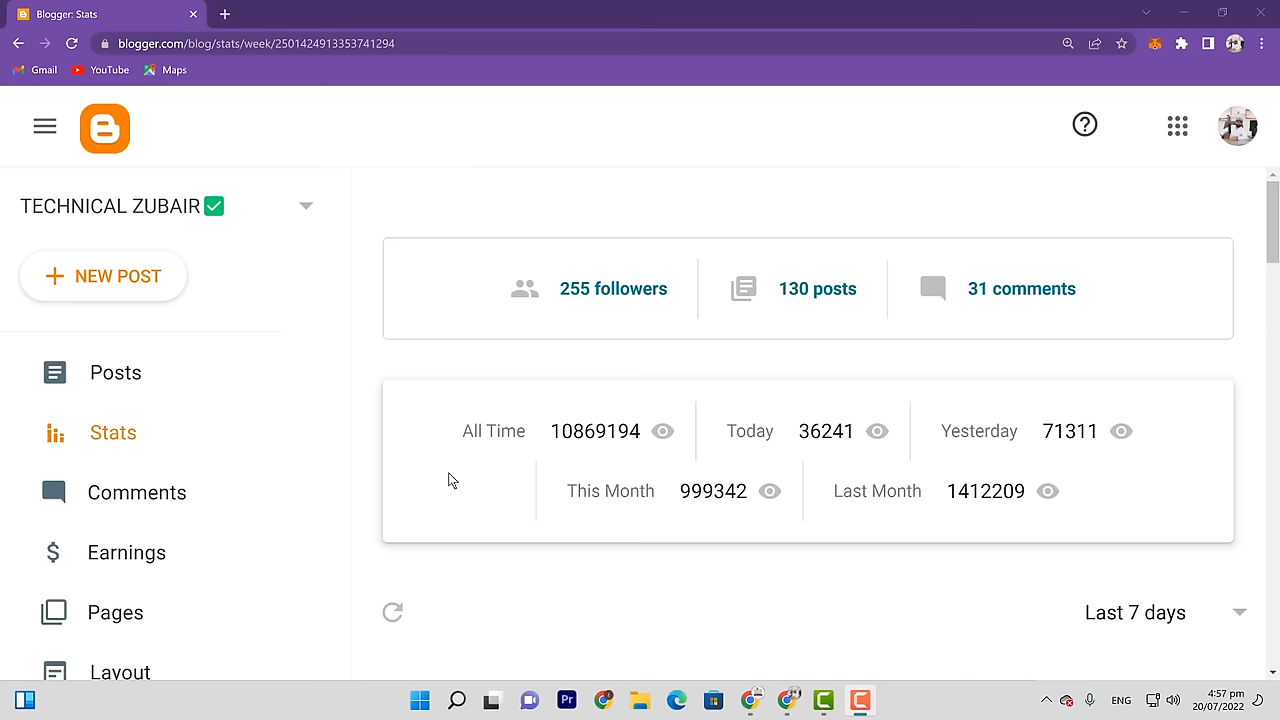 Blogger: Stats
blogger.com/blog/stats/week/2501424913353741294
Gmail YouTube Maps
TECHNICAL ZUBAIR✅
NEW POST
255 followers 130 posts 31 comments
Posts
All Time 10869194 Today 36241 Yesterday 71311
Stats
This Month 999342 Last Month 1412209
Comments
Earnings
Pages
Last 7 days
Layout
Pr
ENG
4:57 pm
20/07/2022